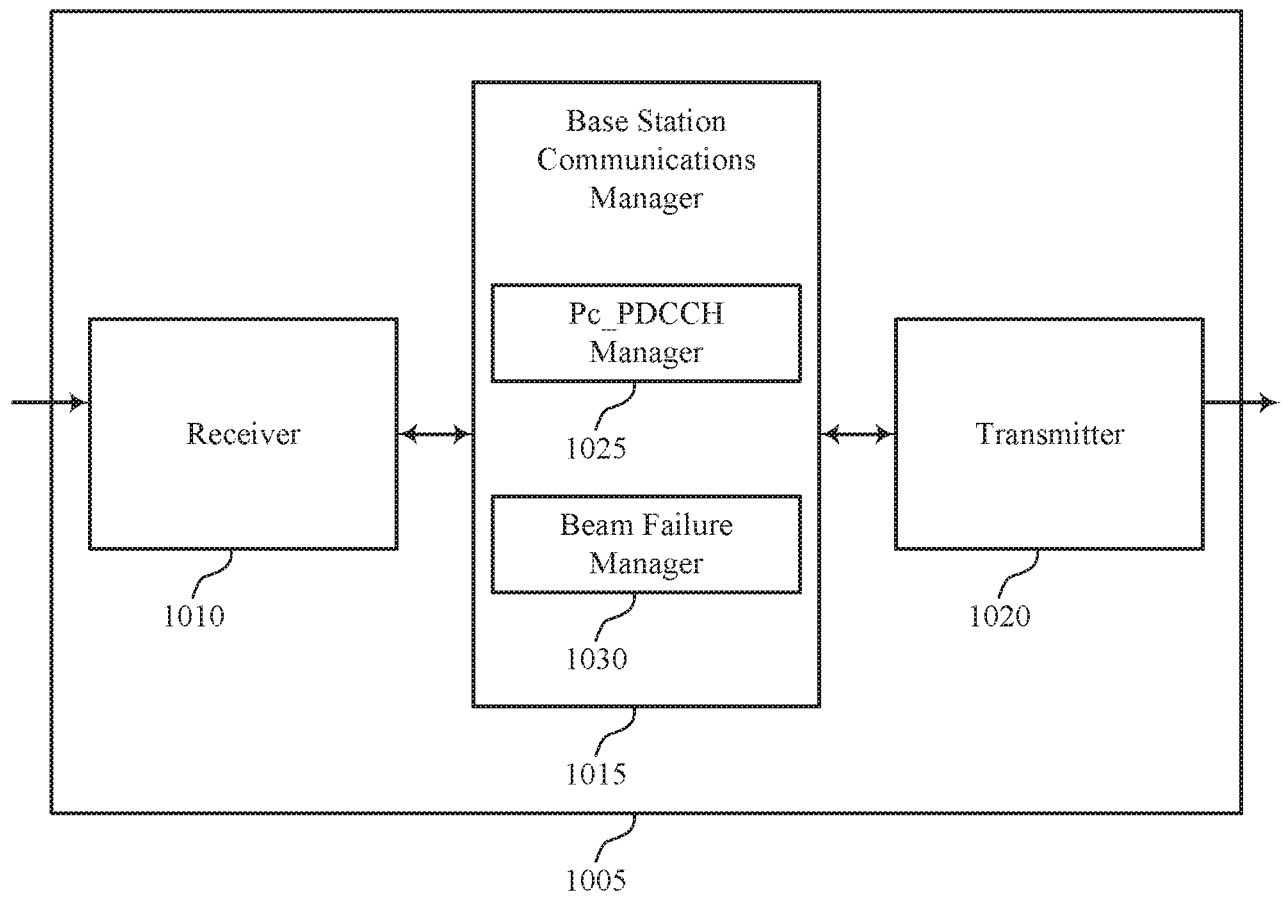 Base Station
Communications
Manager
Pc_PDCCH
Manager
1025
Receiver
1010
Beam Failure
Manager
1030
Transmitter
1020
1015
1005